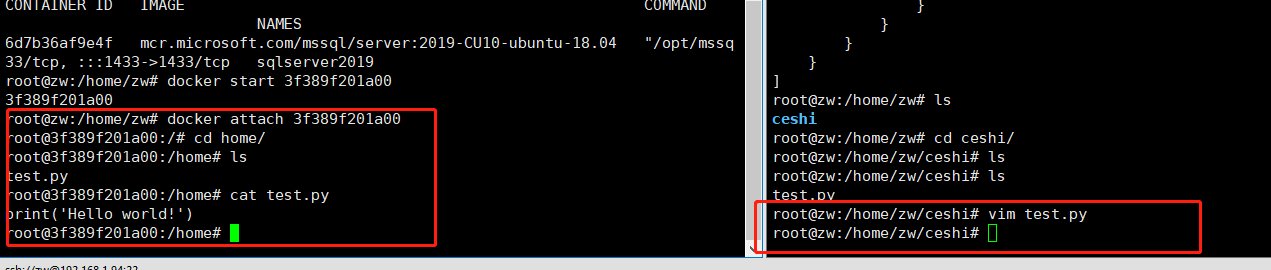 CONTAINER ID   IMAGE                                        COMMAND
NAMES
6d7b36af9e4f   mcr.microsoft.com/mssql/server:2019-CU10-ubuntu-18.04   "/opt/mssq
33/tcp, :::1433->1433/tcp   sqlserver2019
root@zw:/home/zw# docker start 3f389f201a00
3f389f201a00
root@zw:/home/zw# docker attach 3f389f201a00
root@3f389f201a00:/# cd home/
root@3f389f201a00:/home# ls
test.py
root@3f389f201a00:/home# cat test.py
print('Hello world!')
root@3f389f201a00:/home#
}
}
}
}
]
root@zw:/home/zw# ls
ceshi
root@zw:/home/zw# cd ceshi/
root@zw:/home/zw/ceshi# ls
root@zw:/home/zw/ceshi# ls
test.py
root@zw:/home/zw/ceshi# vim test.py
root@zw:/home/zw/ceshi#
ssh://zw@192.168.1.94:22